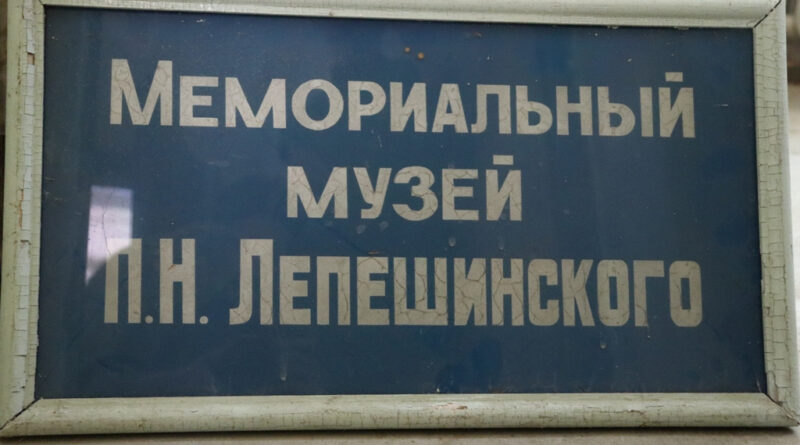 Мемориальный
музей
П.Н. Лепешинского